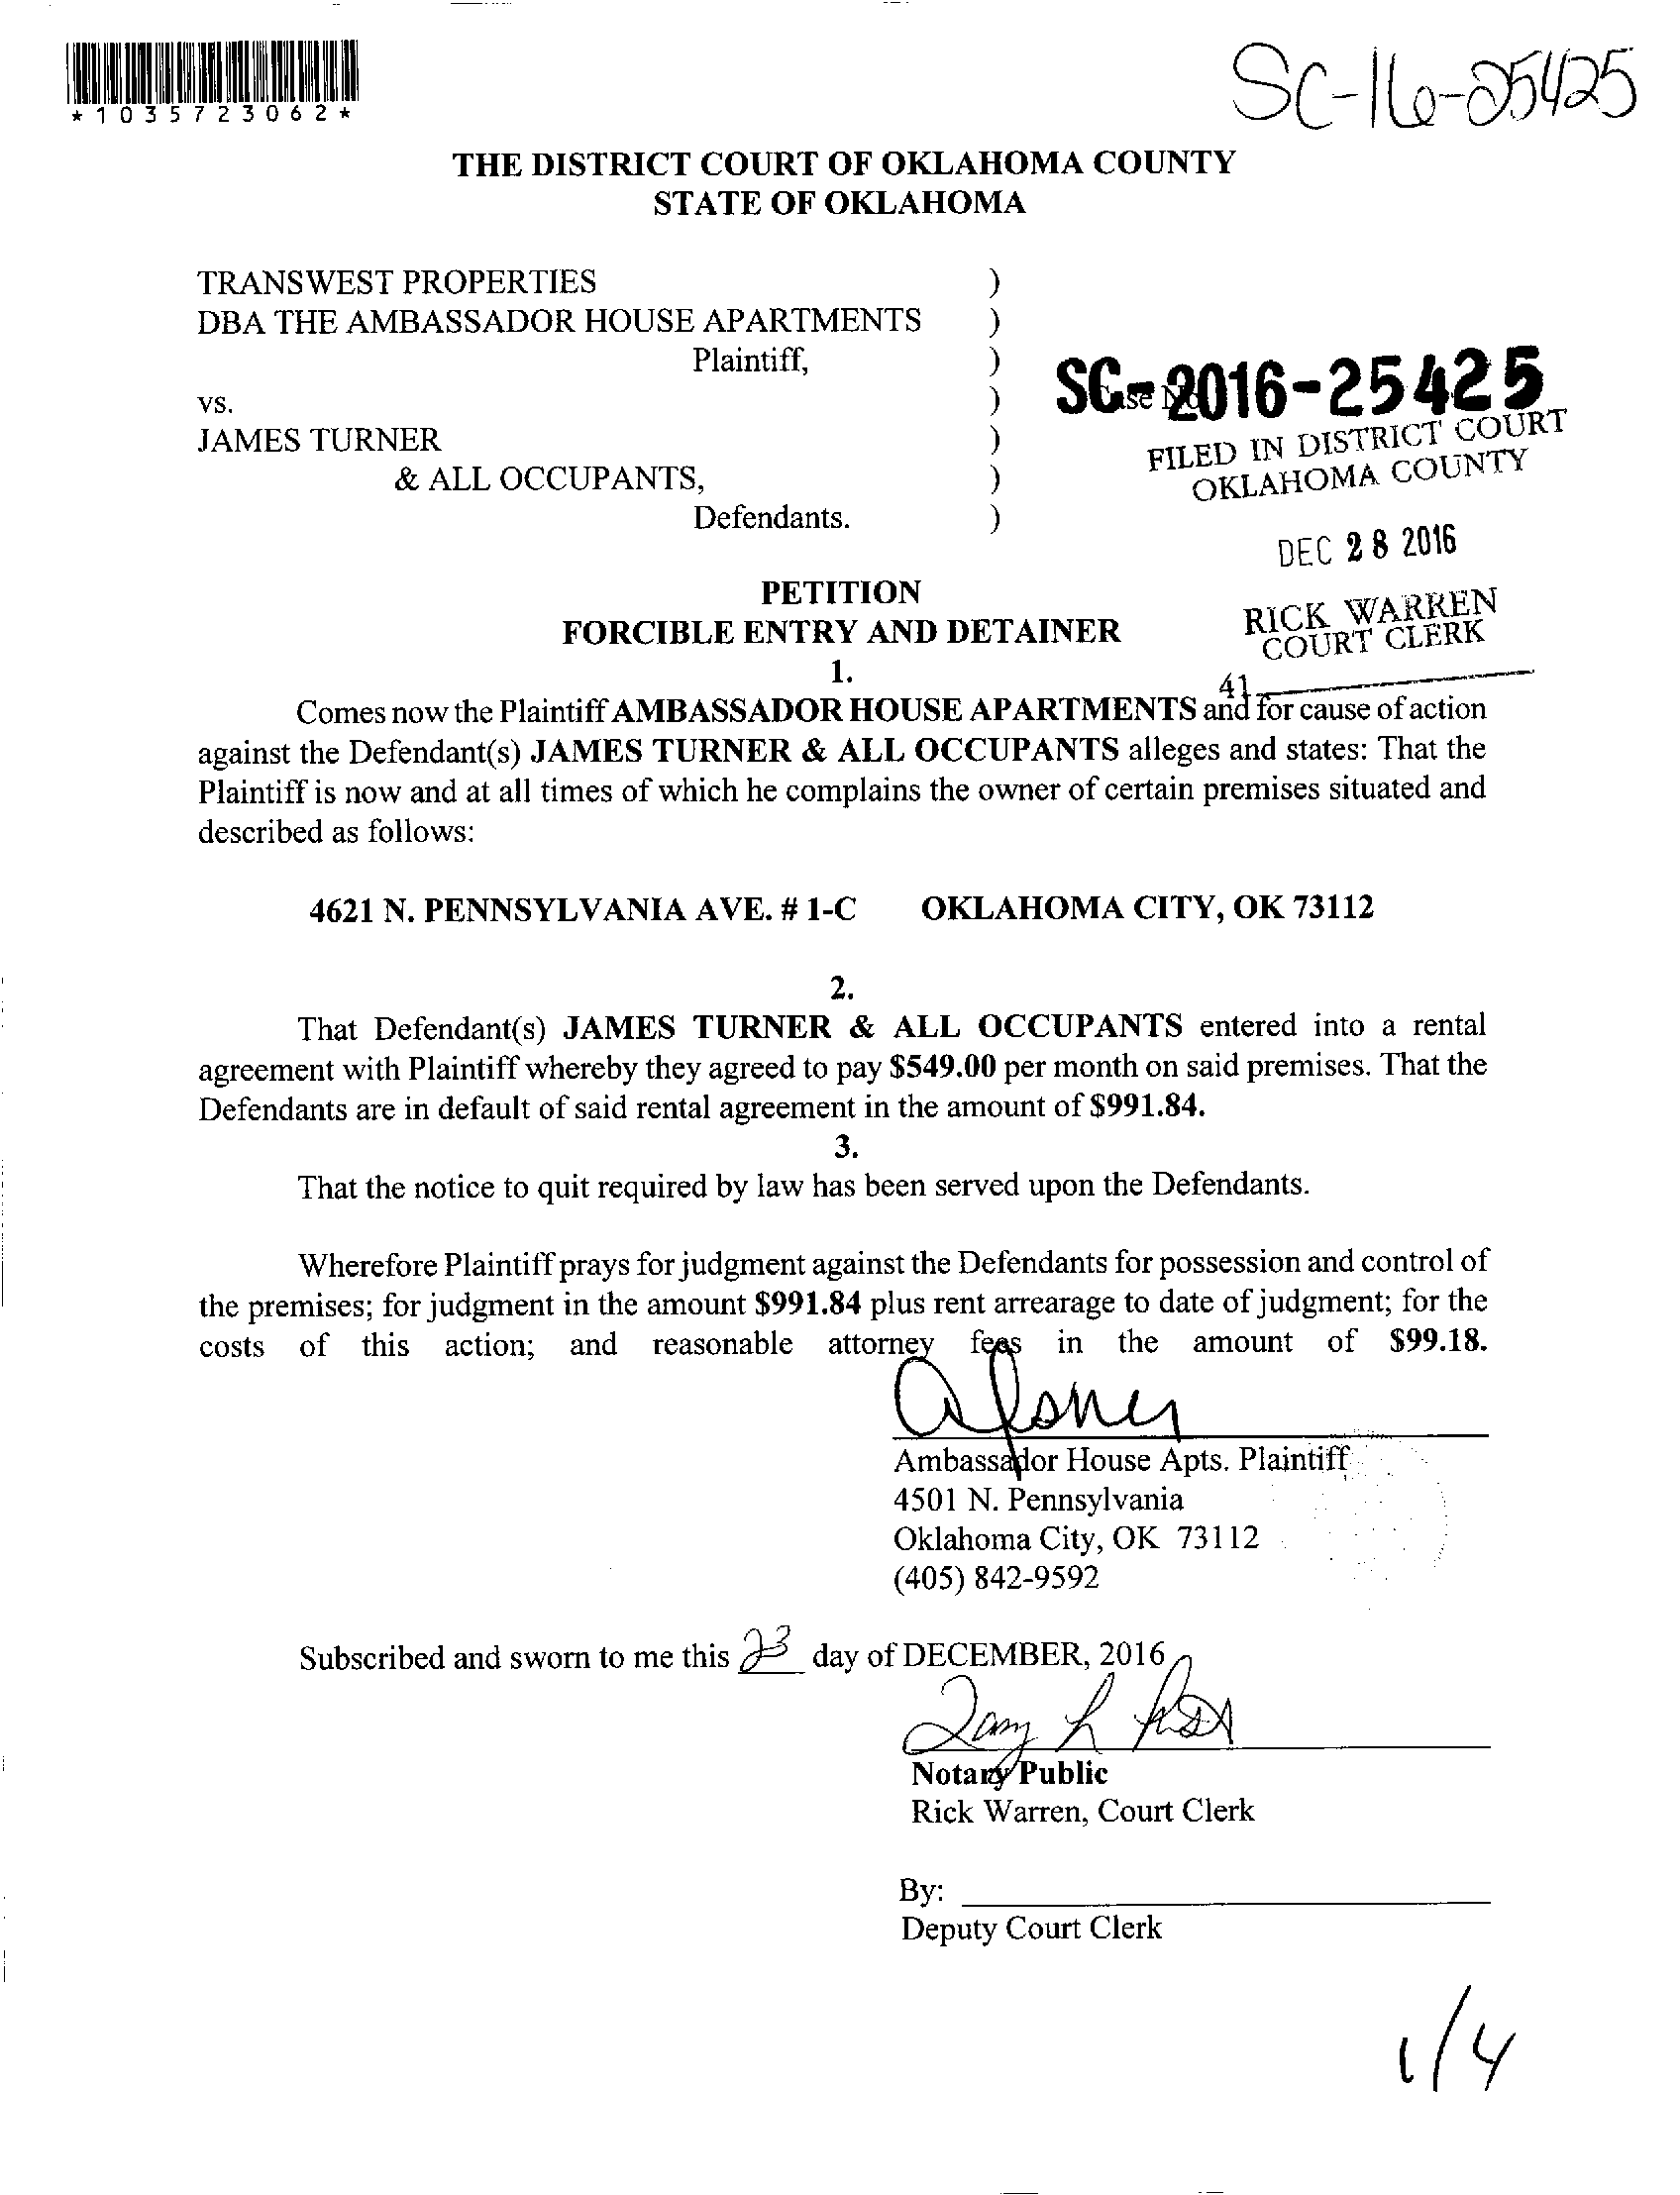 *1035723062*
SC-16-25425
THE DISTRICT COURT OF OKLAHOMA COUNTY
STATE OF OKLAHOMA
TRANSWEST PROPERTIES )
DBA THE AMBASSADOR HOUSE APARTMENTS )
Plaintiff, )
SC-2016-25425
vs. )
JAMES TURNER )
& ALL OCCUPANTS, )
Defendants. )
FILED IN DISTRICT COURT
OKLAHOMA COUNTY
DEC 28 2016
RICK WARREN
COURT CLERK
41
PETITION
FORCIBLE ENTRY AND DETAINER
1.
Comes now the Plaintiff AMBASSADOR HOUSE APARTMENTS and for cause of action
against the Defendant(s) JAMES TURNER & ALL OCCUPANTS alleges and states: That the
Plaintiff is now and at all times of which he complains the owner of certain premises situated and
described as follows:
4621 N. PENNSYLVANIA AVE. # 1-C OKLAHOMA CITY, OK 73112
2.
That Defendant(s) JAMES TURNER & ALL OCCUPANTS entered into a rental
agreement with Plaintiff whereby they agreed to pay $549.00 per month on said premises. That the
Defendants are in default of said rental agreement in the amount of $991.84.
3.
That the notice to quit required by law has been served upon the Defendants.
Wherefore Plaintiff prays for judgment against the Defendants for possession and control of
the premises; for judgment in the amount $991.84 plus rent arrearage to date of judgment; for the
costs of this action; and reasonable attorney fees in the amount of $99.18.
Ambassador House Apts. Plaintiff
4501 N. Pennsylvania
Oklahoma City, OK 73112
(405) 842-9592
Subscribed and sworn to me this 23 day of DECEMBER, 2016
Notary Public
Rick Warren, Court Clerk
By:
Deputy Court Clerk
1/4